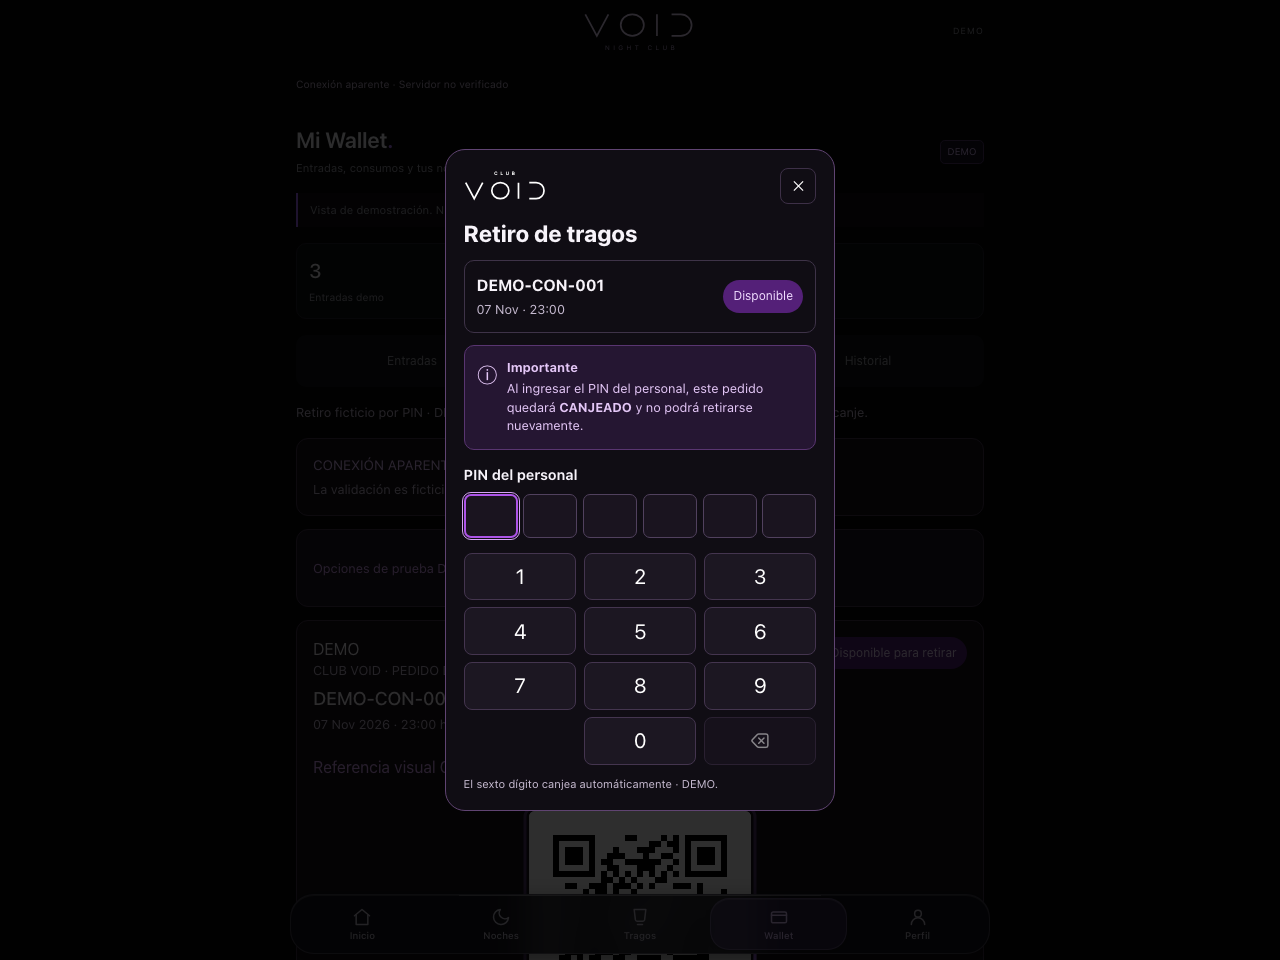 VOID
NIGHT CLUB
DEMO
Conexión aparente · Servidor no verificado
Mi Wallet.
DEMO
Entradas, consumos y tus
Vista de demostración.
3
Entradas demo
Entradas
Historial
Retiro ficticio por PIN ·
canje.
CONEXIÓN
La validación es
Opciones de prueba
DEMO
Disponible para retirar
CLUB VOID · PEDIDO
07 Nov 2026 · 23:00
Referencia visual
CLUB
VOID
Retiro de tragos
DEMO-CON-001
07 Nov · 23:00
Disponible
Importante
Al ingresar el PIN del personal, este pedido
quedará CANJEADO y no podrá retirarse
nuevamente.
PIN del personal
1 2 3
4 5 6
7 8 9
0
El sexto dígito canjea automáticamente · DEMO.
Inicio
Noches
Tragos
Wallet
Perfil